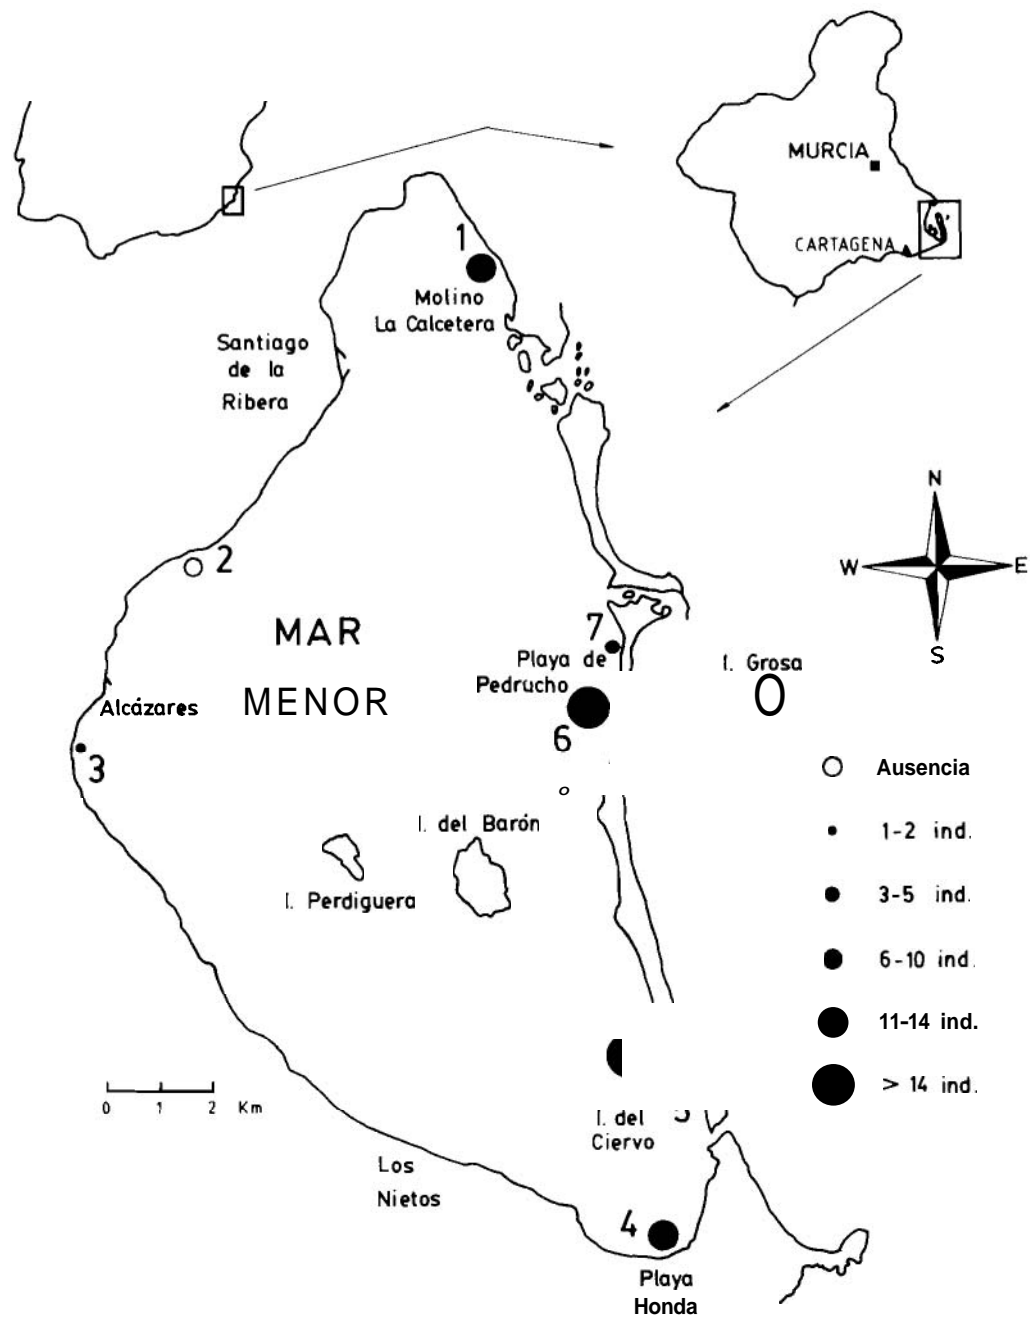 MURCIA
CARTAGENA
1
Molino
La Calcetera
Santiago
de la
Ribera
N
W
E
S
2
MAR
MENOR
7
Playa de
Pedrucho
6
I. Grosa
Alcázares
3
Ausencia
1-2 ind.
3-5 ind.
6-10 ind.
11-14 ind.
> 14 ind.
I. del Barón
I. Perdiguera
0 1 2 Km
I. del
Ciervo
Los
Nietos
4
Playa
Honda